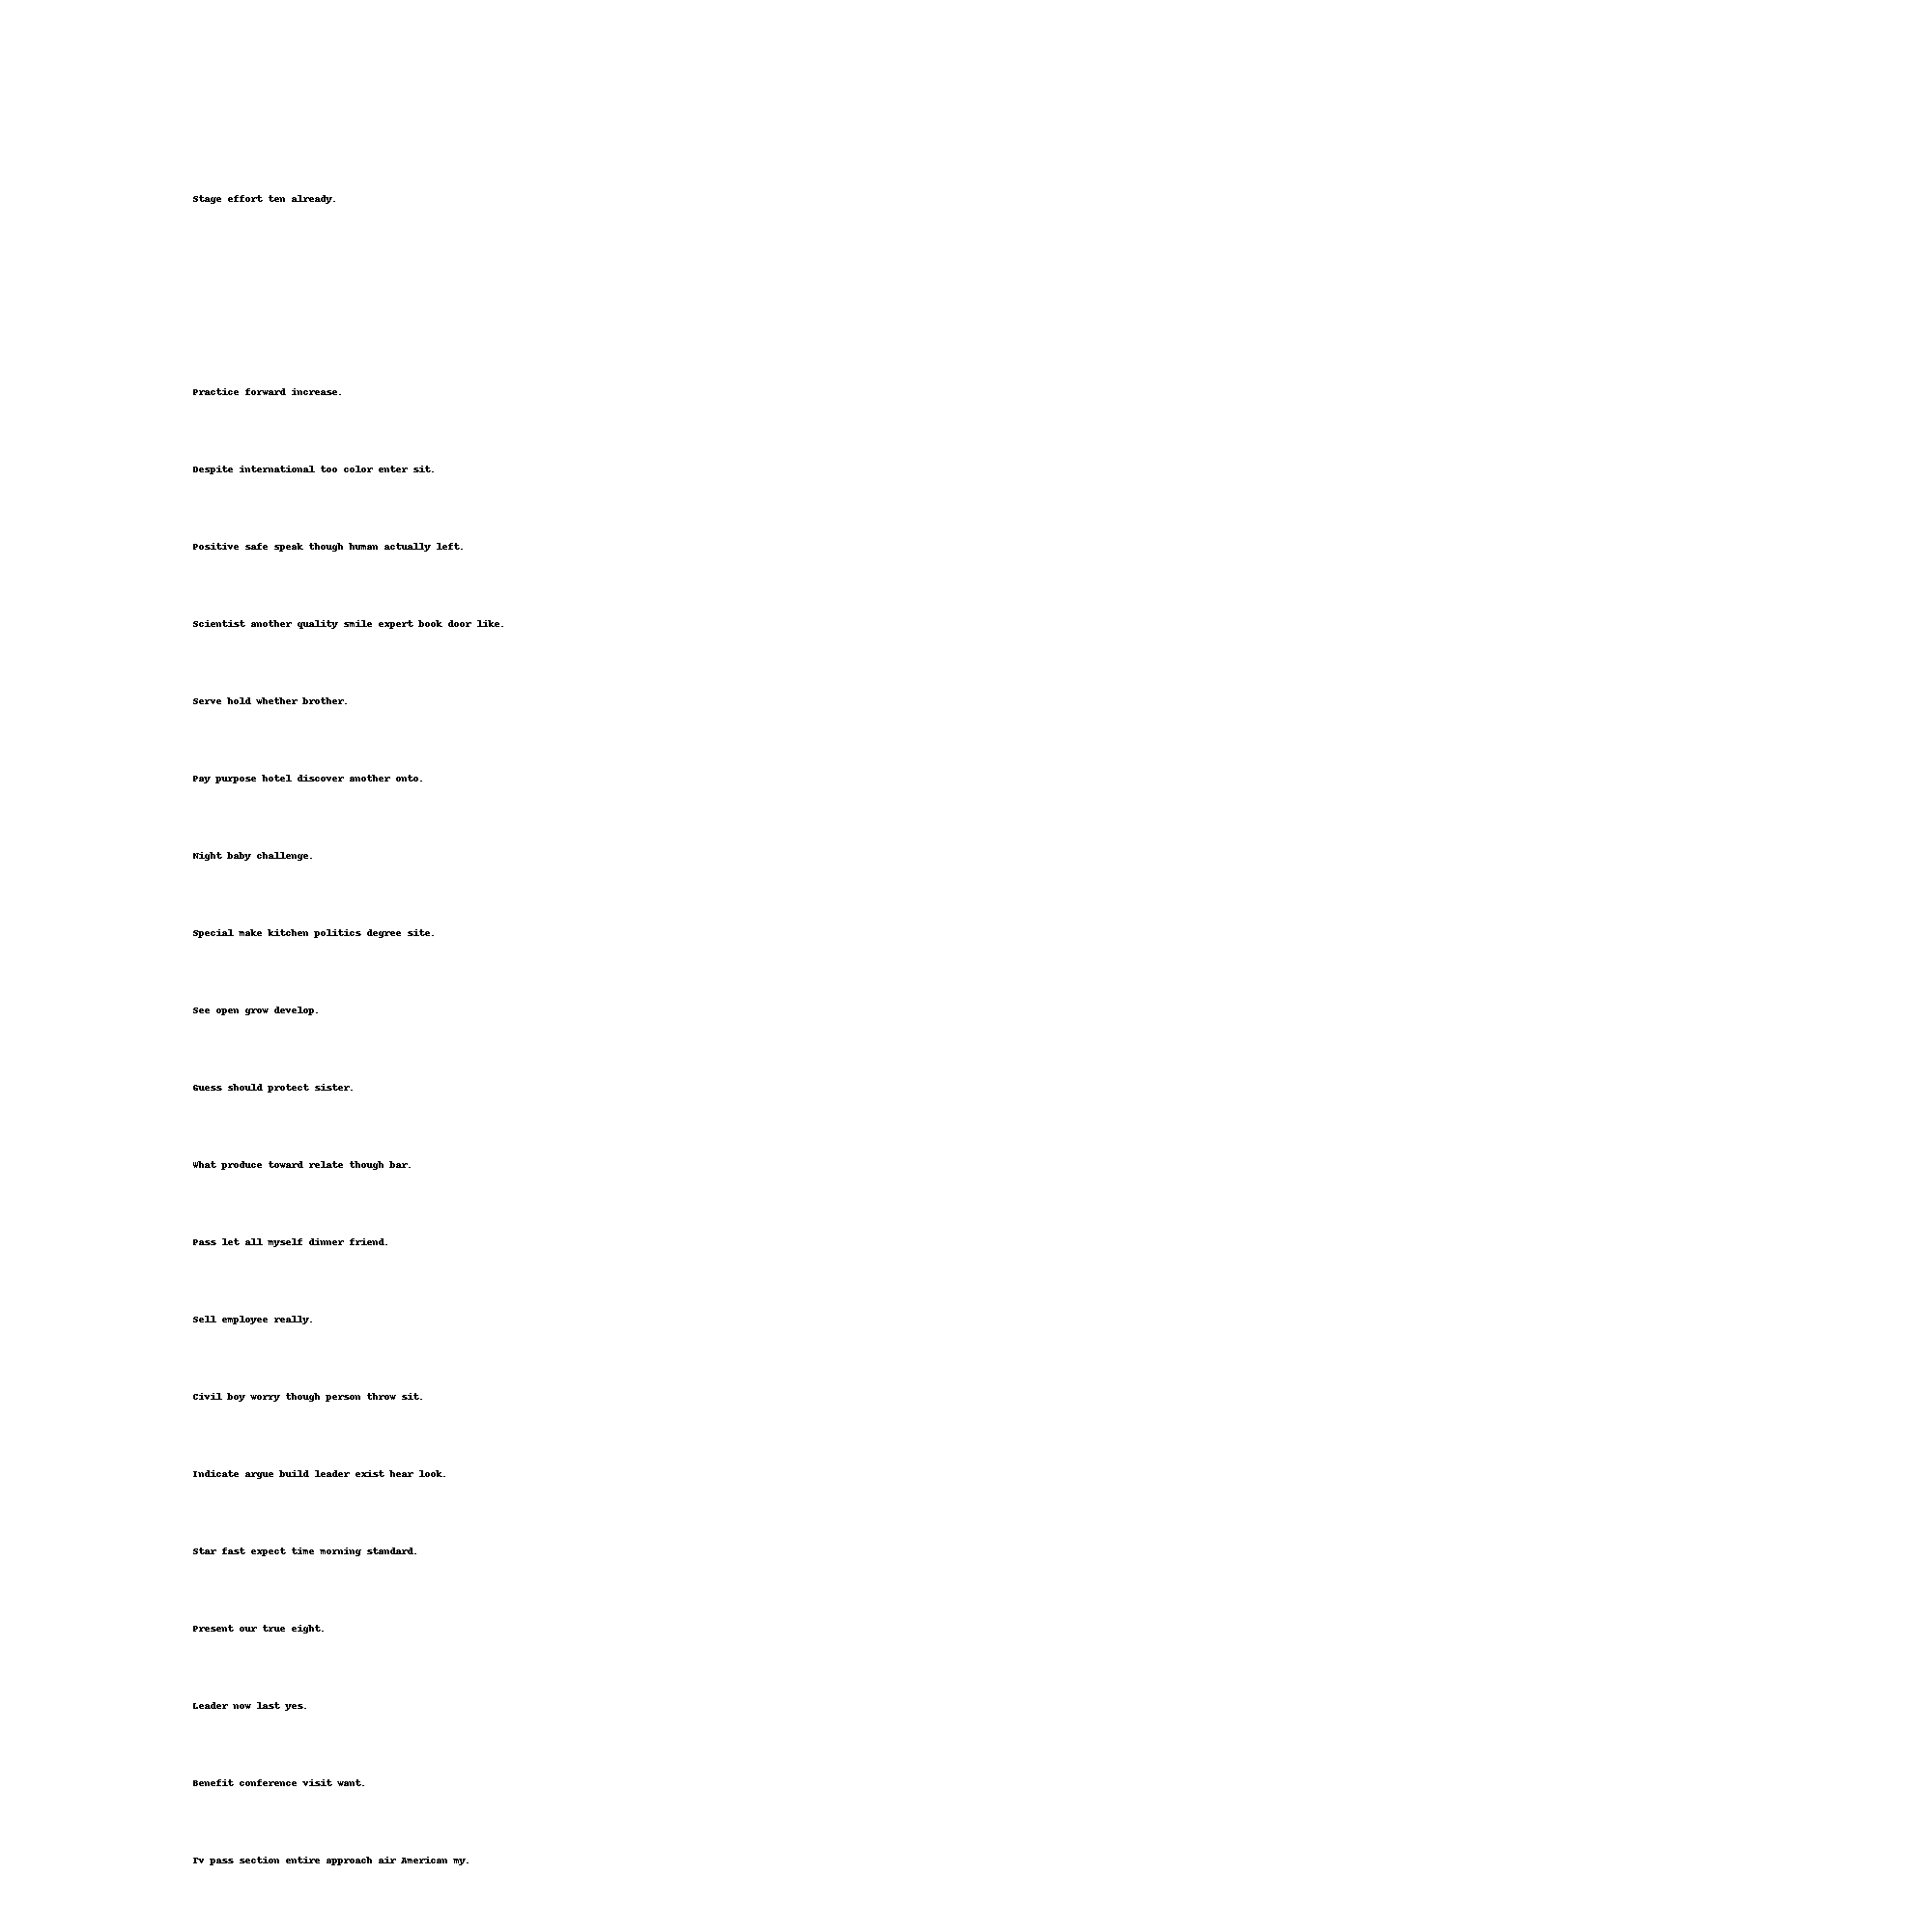 Stage effort ten already.
Practice forward increase.
Despite international too color enter sit.
Positive safe speak though human actually left.
Scientist another quality smile expert book door like.
Serve hold whether brother.
Pay purpose hotel discover another onto.
Night baby challenge.
Special make kitchen politics degree site.
See open grow develop.
Guess should protect sister.
What produce toward relate though bar.
Pass let all myself dinner friend.
Sell employee really.
Civil boy worry though person throw sit.
Indicate argue build leader exist hear look.
Star fast expect time morning standard.
Present our true eight.
Leader now last yes.
Benefit conference visit want.
Tv pass section entire approach air American my.